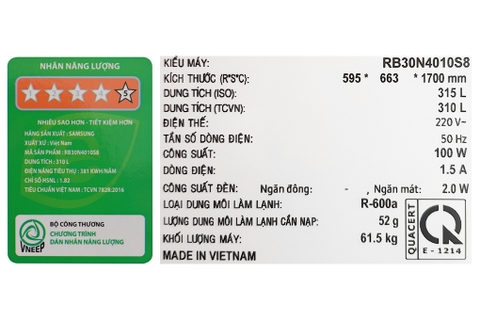 NHÃN NĂNG LƯỢNG
1 2 3 4 5
NHIỀU SAO HƠN - TIẾT KIỆM HƠN
HÃNG SẢN XUẤT : SAMSUNG
XUẤT XỨ : Việt Nam
MÃ SẢN PHẨM : RB30N4010S8
DUNG TÍCH : 310 L
ĐIỆN NĂNG TIÊU THỤ : 381 KWH/NĂM
CHỈ SỐ HSNL : 1.82
TIÊU CHUẨN VIỆT NAM : TCVN 7828:2016
BỘ CÔNG THƯƠNG
CHƯƠNG TRÌNH
DÁN NHÃN NĂNG LƯỢNG
VNEEP
KIỂU MÁY: RB30N4010S8
KÍCH THƯỚC (R*S*C): 595 * 663 * 1700 mm
DUNG TÍCH (ISO): 315 L
DUNG TÍCH (TCVN): 310 L
ĐIỆN THẾ: 220 V~
TẦN SỐ DÒNG ĐIỆN: 50 Hz
CÔNG SUẤT: 100 W
DÒNG ĐIỆN: 1.5 A
CÔNG SUẤT ĐÈN: Ngăn đông: - , Ngăn mát: 2.0 W
LOẠI DUNG MÔI LÀM LẠNH: R-600a
LƯỢNG DUNG MÔI LÀM LẠNH CẦN NẠP: 52 g
KHỐI LƯỢNG MÁY: 61.5 kg
MADE IN VIETNAM
QUACERT
E - 1214